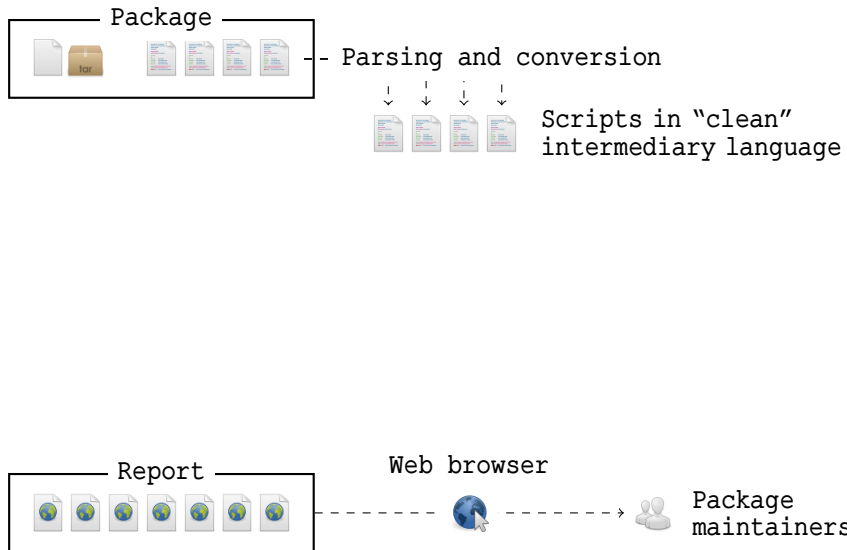 Package
tar
Parsing and conversion
Scripts in “clean”
intermediary language
Report
Web browser
Package
maintainers